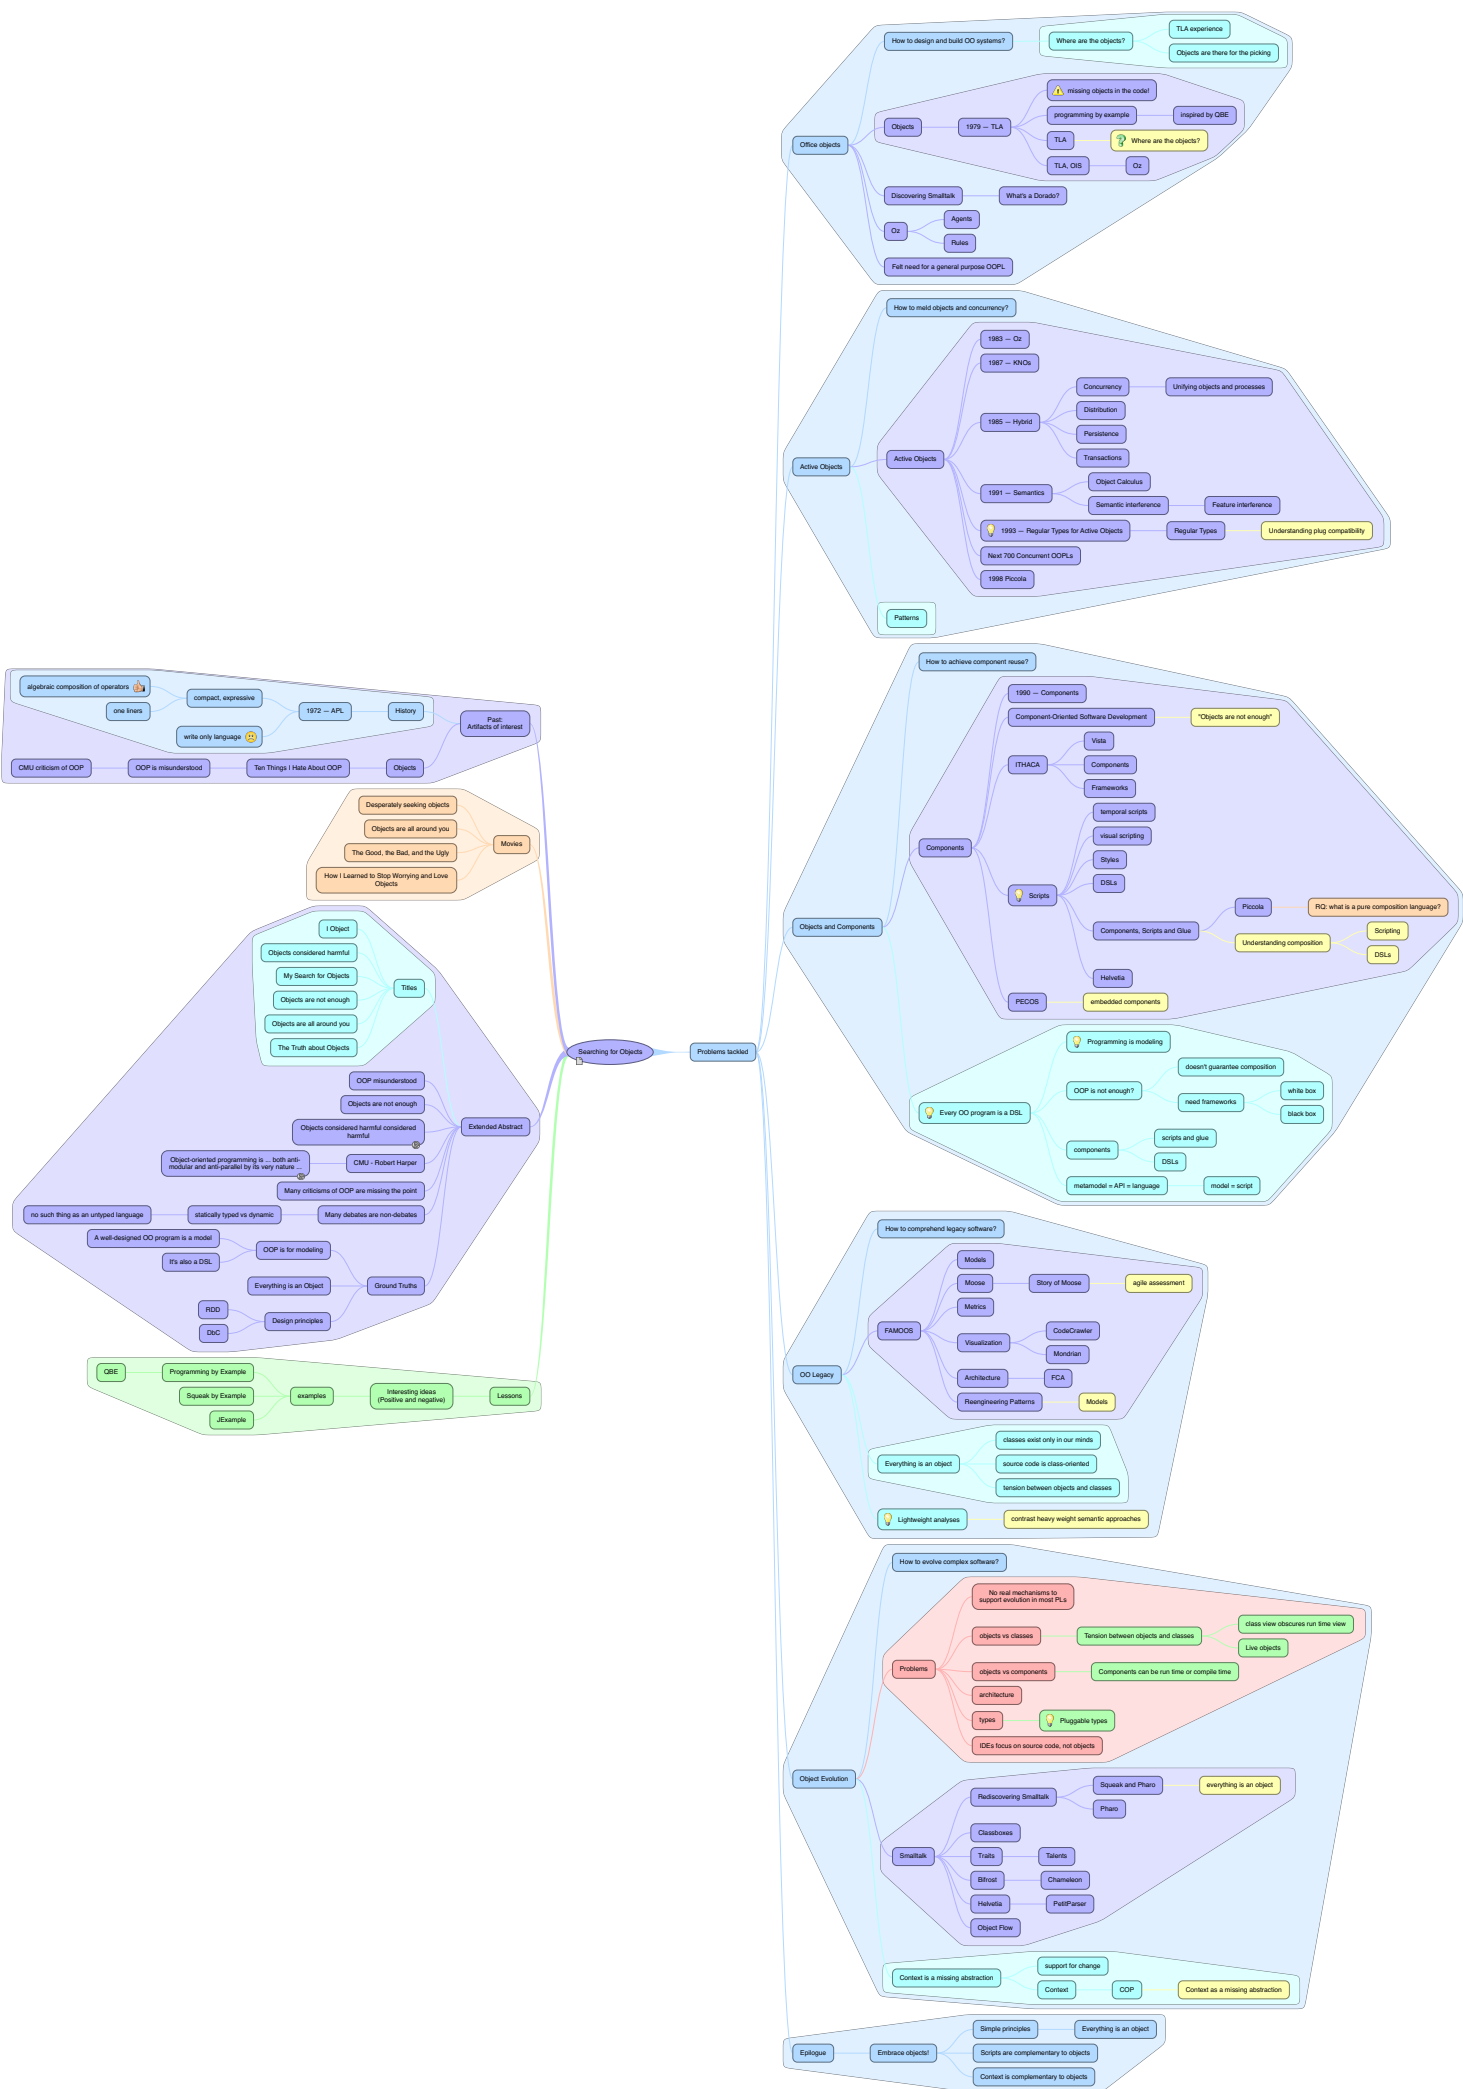 Searching for Objects
Problems tackled
Office objects
How to design and build OO systems?
Where are the objects?
TLA experience
Objects are there for the picking
Objects
1979 — TLA
missing objects in the code!
programming by example
inspired by QBE
TLA
Where are the objects?
TLA, OIS
Oz
Discovering Smalltalk
What's a Dorado?
Oz
Agents
Rules
Felt need for a general purpose OOPL
Active Objects
How to meld objects and concurrency?
Active Objects
1983 — Oz
1987 — KNOs
1985 — Hybrid
Concurrency
Unifying objects and processes
Distribution
Persistence
Transactions
1991 — Semantics
Object Calculus
Semantic interference
Feature interference
1993 — Regular Types for Active Objects
Regular Types
Understanding plug compatibility
Next 700 Concurrent OOPLs
1998 Piccola
Patterns
Objects and Components
How to achieve component reuse?
Components
1990 — Components
Component-Oriented Software Development
"Objects are not enough"
ITHACA
Vista
Components
Frameworks
Scripts
temporal scripts
visual scripting
Styles
DSLs
Components, Scripts and Glue
Piccola
RQ: what is a pure composition language?
Understanding composition
Scripting
DSLs
Helvetia
PECOS
embedded components
Every OO program is a DSL
Programming is modeling
OOP is not enough?
doesn't guarantee composition
need frameworks
white box
black box
components
scripts and glue
DSLs
metamodel = API = language
model = script
OO Legacy
How to comprehend legacy software?
FAMOOS
Models
Moose
Story of Moose
agile assessment
Metrics
Visualization
CodeCrawler
Mondrian
Architecture
FCA
Reengineering Patterns
Models
Everything is an object
classes exist only in our minds
source code is class-oriented
tension between objects and classes
Lightweight analyses
contrast heavy weight semantic approaches
Object Evolution
How to evolve complex software?
Problems
No real mechanisms to
support evolution in most PLs
objects vs classes
Tension between objects and classes
class view obscures run time view
Live objects
objects vs components
Components can be run time or compile time
architecture
types
Pluggable types
IDEs focus on source code, not objects
Smalltalk
Rediscovering Smalltalk
Squeak and Pharo
everything is an object
Pharo
Classboxes
Traits
Talents
Bifrost
Chameleon
Helvetia
PetitParser
Object Flow
Context is a missing abstraction
support for change
Context
COP
Context as a missing abstraction
Epilogue
Embrace objects!
Simple principles
Everything is an object
Scripts are complementary to objects
Context is complementary to objects
Past:
Artifacts of interest
History
1972 — APL
compact, expressive
algebraic composition of operators
one liners
write only language
Objects
Ten Things I Hate About OOP
OOP is misunderstood
CMU criticism of OOP
Movies
Desperately seeking objects
Objects are all around you
The Good, the Bad, and the Ugly
How I Learned to Stop Worrying and Love
Objects
Extended Abstract
Titles
I Object
Objects considered harmful
My Search for Objects
Objects are not enough
Objects are all around you
The Truth about Objects
OOP misunderstood
Objects are not enough
Objects considered harmful considered
harmful
CMU - Robert Harper
Object-oriented programming is ... both anti-
modular and anti-parallel by its very nature ...
Many criticisms of OOP are missing the point
Many debates are non-debates
statically typed vs dynamic
no such thing as an untyped language
Ground Truths
OOP is for modeling
A well-designed OO program is a model
It's also a DSL
Everything is an Object
Design principles
RDD
DbC
Lessons
Interesting ideas
(Positive and negative)
examples
Programming by Example
QBE
Squeak by Example
JExample